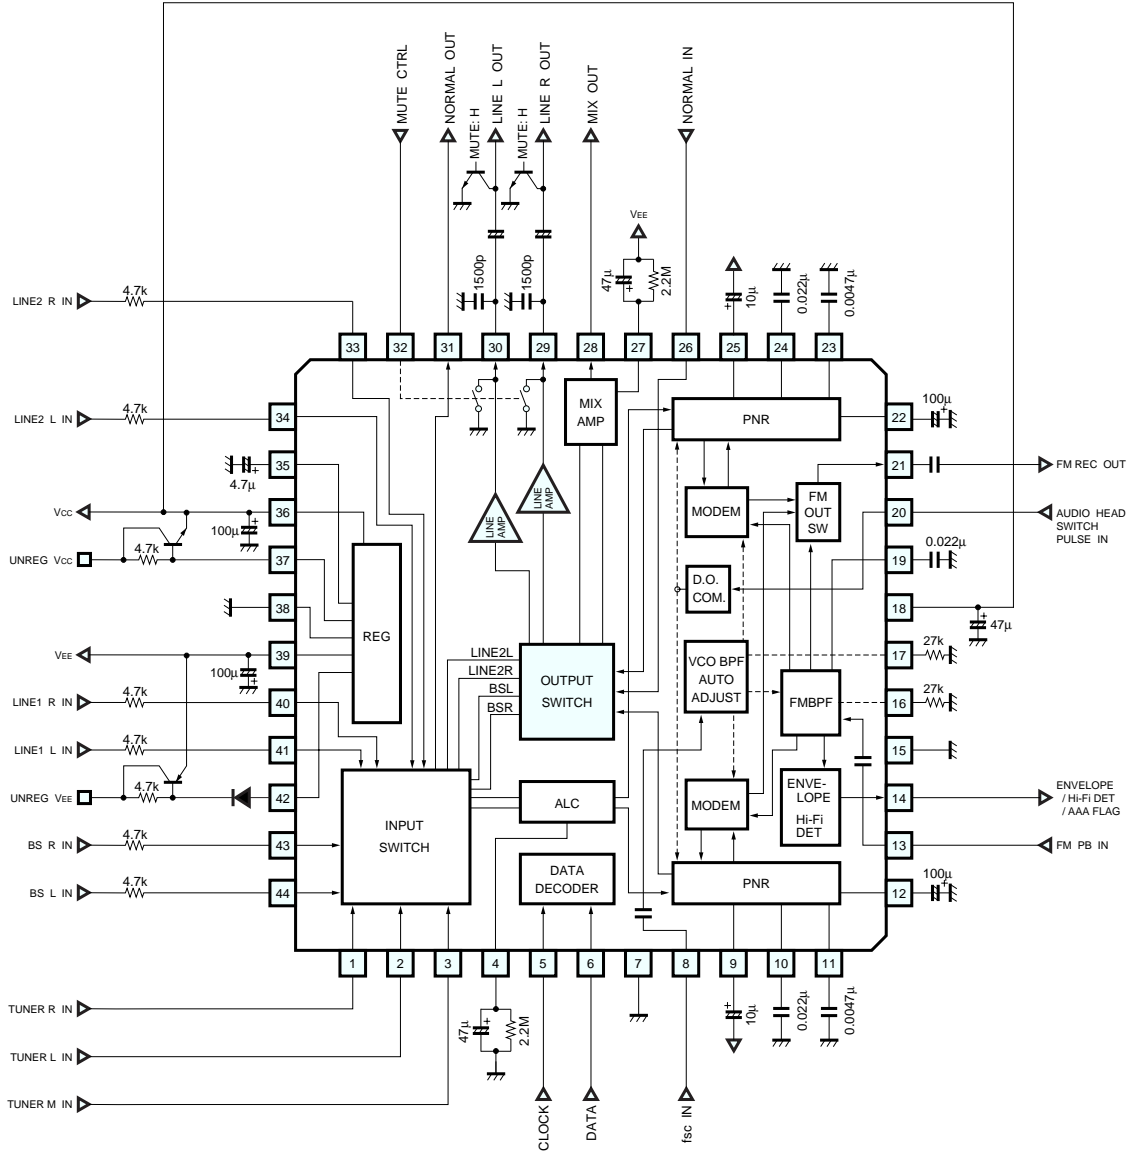 MUTE CTRL
NORMAL OUT
MUTE: H
LINE L OUT
MUTE: H
LINE R OUT
MIX OUT
NORMAL IN
1500p
1500p
VEE
47μ
2.2M
10μ
0.022μ
0.0047μ
LINE2 R IN
4.7k
33
32
31
30
29
28
27
26
25
24
23
LINE2 L IN
4.7k
34
MIX
AMP
PNR
22
100μ
35
4.7μ
LINE
AMP
LINE
AMP
MODEM
FM
OUT
SW
21
FM REC OUT
VCC
36
100μ
20
AUDIO HEAD
SWITCH
PULSE IN
UNREG VCC
4.7k
37
19
0.022μ
D.O.
COM.
38
REG
18
47μ
VEE
39
100μ
LINE2L
LINE2R
BSL
BSR
OUTPUT
SWITCH
VCO BPF
AUTO
ADJUST
FMBPF
17
27k
LINE1 R IN
4.7k
40
16
27k
LINE1 L IN
4.7k
41
15
UNREG VEE
4.7k
42
INPUT
SWITCH
ALC
MODEM
ENVE-
LOPE
Hi-Fi
DET
14
ENVELOPE
/ Hi-Fi DET
/ AAA FLAG
BS R IN
4.7k
43
13
FM PB IN
BS L IN
4.7k
44
DATA
DECODER
PNR
12
100μ
1
2
3
4
5
6
7
8
9
10
11
TUNER R IN
TUNER L IN
TUNER M IN
47μ
2.2M
10μ
0.022μ
0.0047μ
CLOCK
DATA
fsc IN